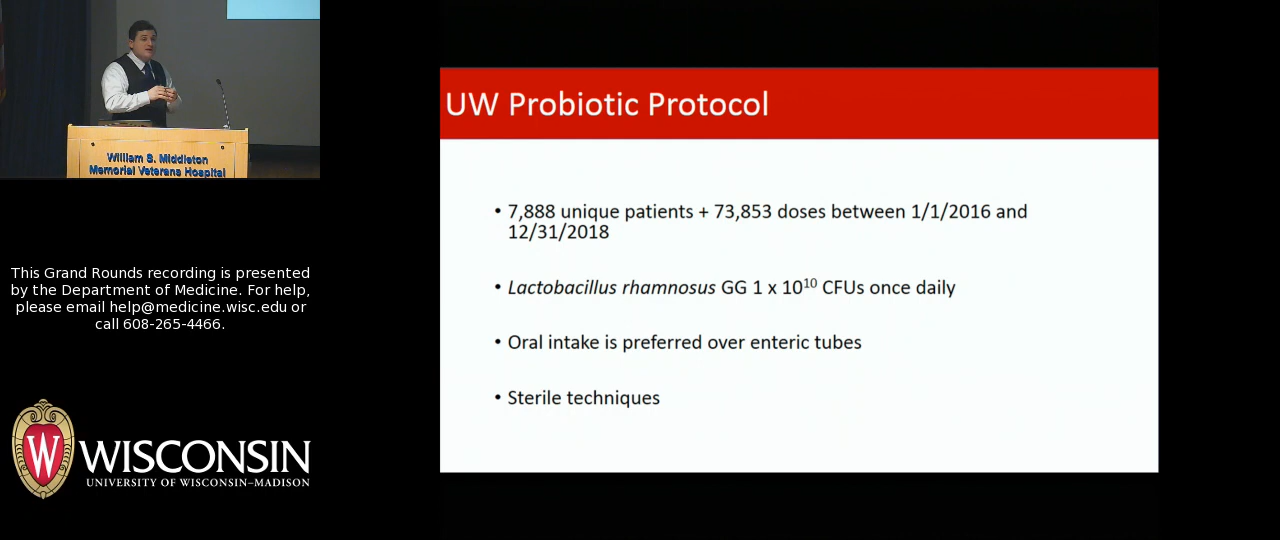 William S. Middleton
Memorial Veterans Hospital
This Grand Rounds recording is presented
by the Department of Medicine. For help,
please email help@medicine.wisc.edu or
call 608-265-4466.
W
WISCONSIN
UNIVERSITY OF WISCONSIN–MADISON
UW Probiotic Protocol
• 7,888 unique patients + 73,853 doses between 1/1/2016 and
12/31/2018
• Lactobacillus rhamnosus GG 1 x 10¹⁰ CFUs once daily
• Oral intake is preferred over enteric tubes
• Sterile techniques